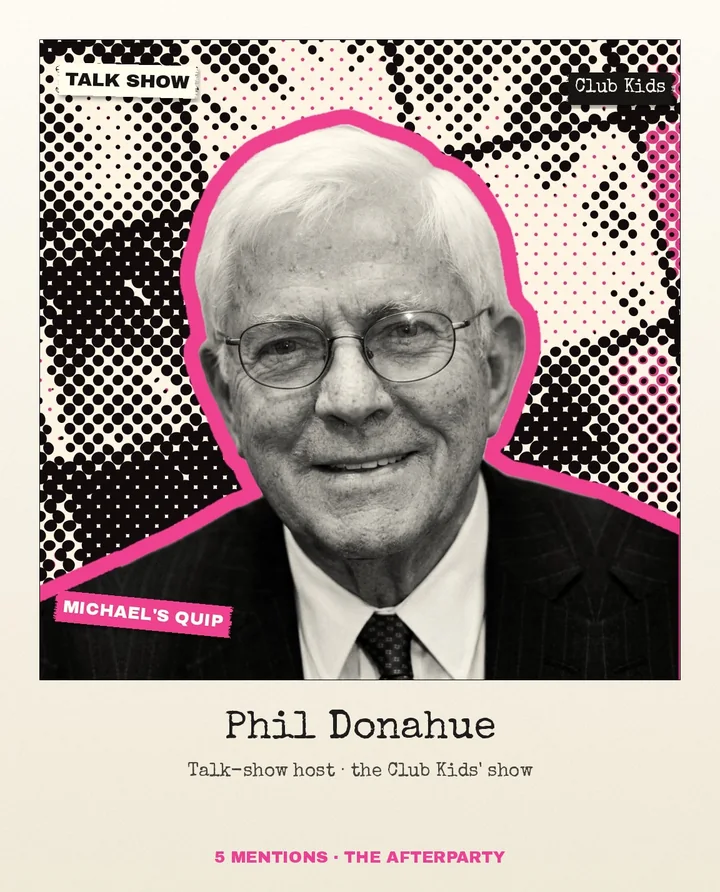 TALK SHOW
Club Kids
MICHAEL'S QUIP
Phil Donahue
Talk-show host · the Club Kids' show
5 MENTIONS · THE AFTERPARTY